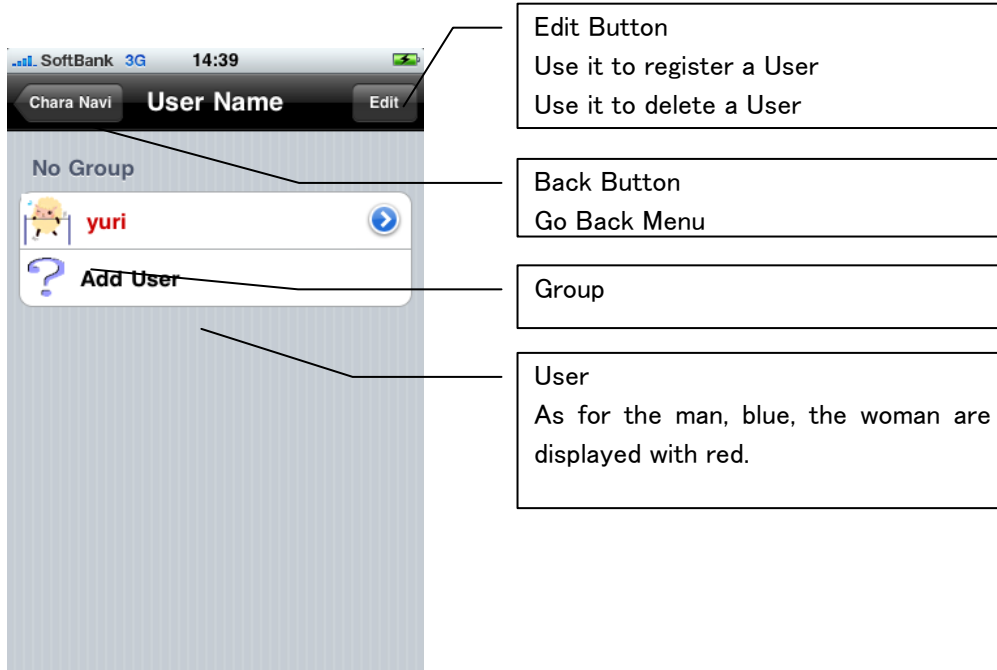 SoftBank 3G 14:39
Chara Navi User Name Edit
No Group
yuri
Add User
Edit Button
Use it to register a User
Use it to delete a User
Back Button
Go Back Menu
Group
User
As for the man, blue, the woman are
displayed with red.